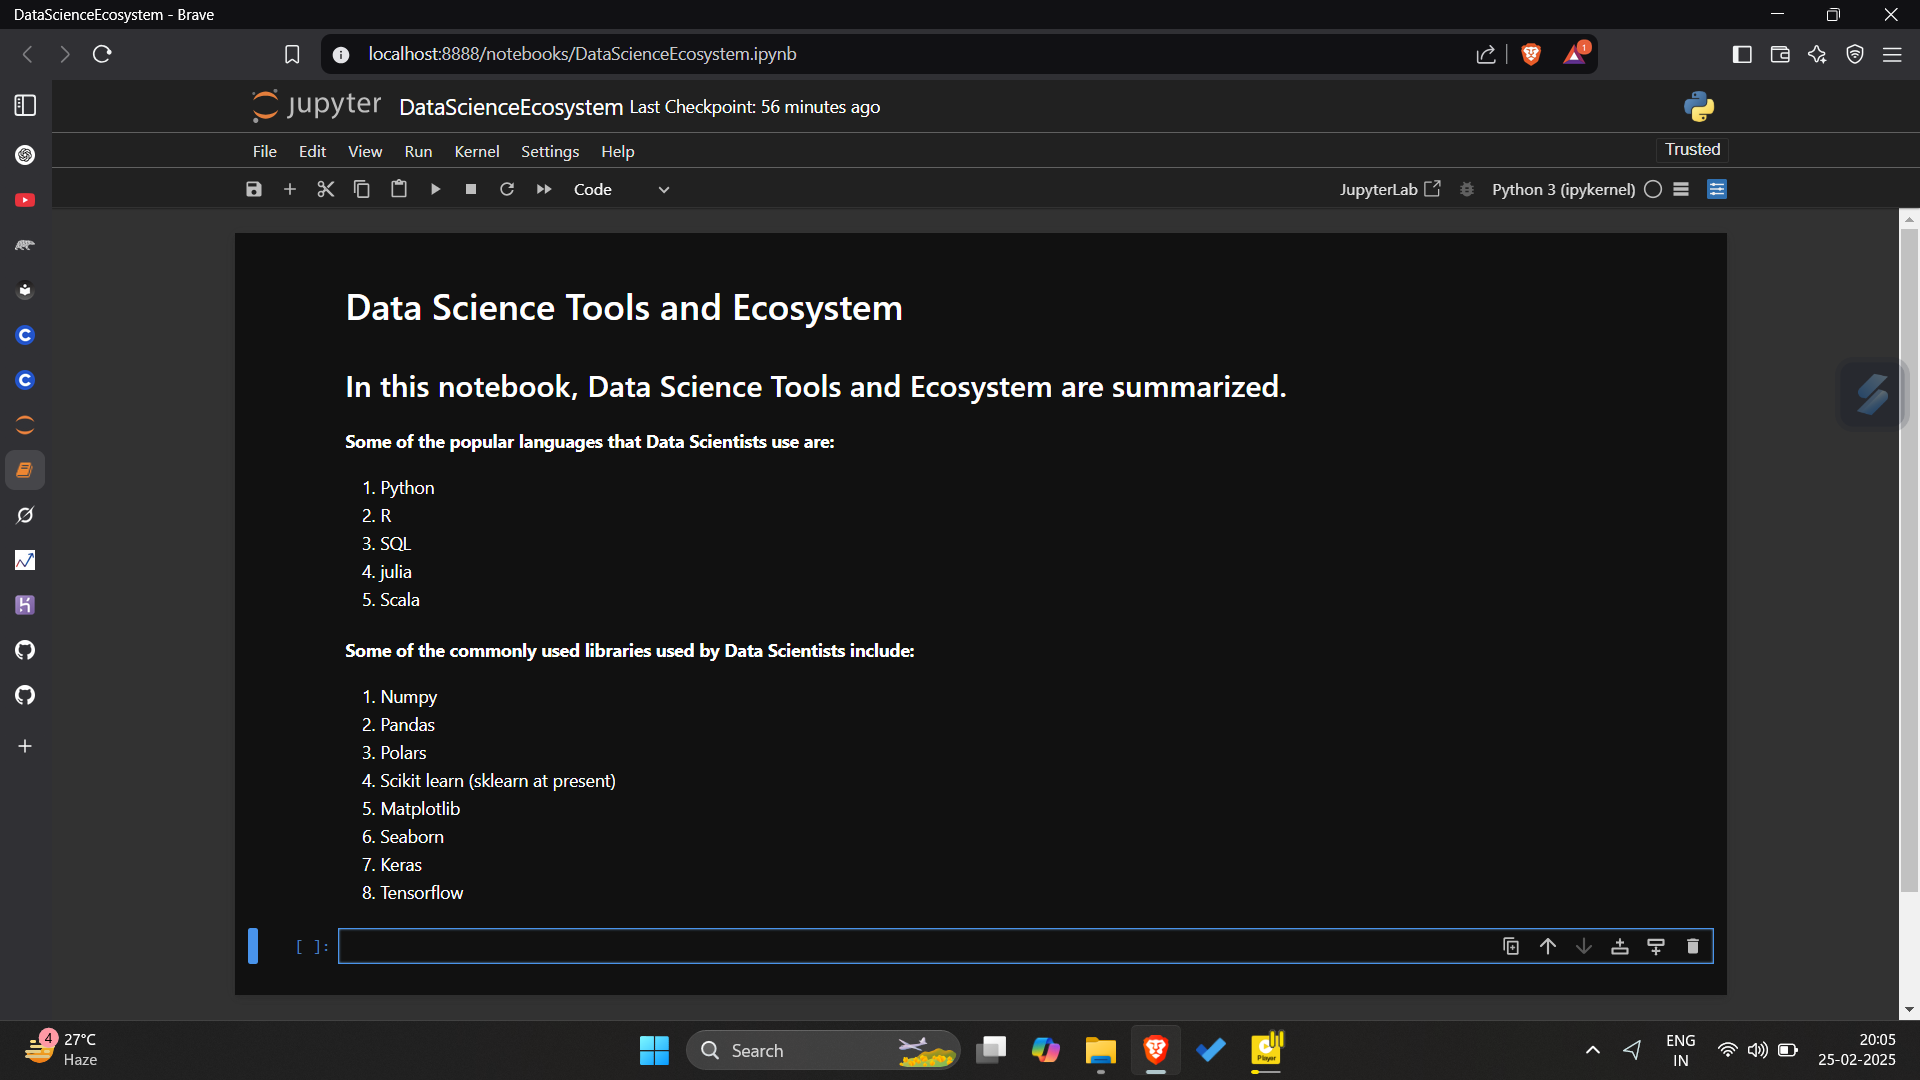 DataScienceEcosystem - Brave
localhost:8888/notebooks/DataScienceEcosystem.ipynb
1
jupyter DataScienceEcosystem Last Checkpoint: 56 minutes ago
File Edit View Run Kernel Settings Help Trusted
Code JupyterLab Python 3 (ipykernel)
Data Science Tools and Ecosystem
In this notebook, Data Science Tools and Ecosystem are summarized.
Some of the popular languages that Data Scientists use are:
1. Python
2. R
3. SQL
4. julia
5. Scala
Some of the commonly used libraries used by Data Scientists include:
1. Numpy
2. Pandas
3. Polars
4. Scikit learn (sklearn at present)
5. Matplotlib
6. Seaborn
7. Keras
8. Tensorflow
[ ]:
4 27°C
Haze
Search
Player
ENG
IN
20:05
25-02-2025